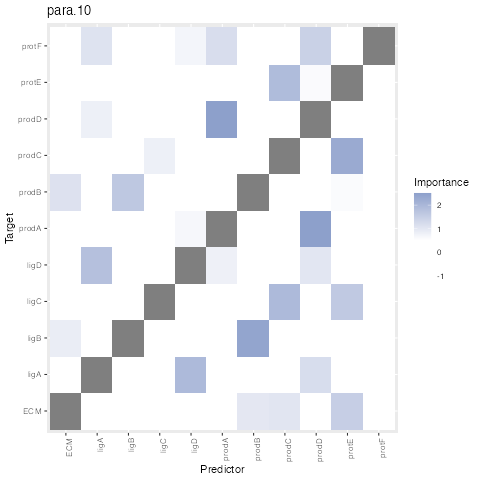 para.10
Target
protF
protE
prodD
prodC
prodB
prodA
ligD
ligC
ligB
ligA
ECM
ECM
ligA
ligB
ligC
ligD
prodA
prodB
prodC
prodD
protE
protF
Predictor
Importance
2
1
0
-1